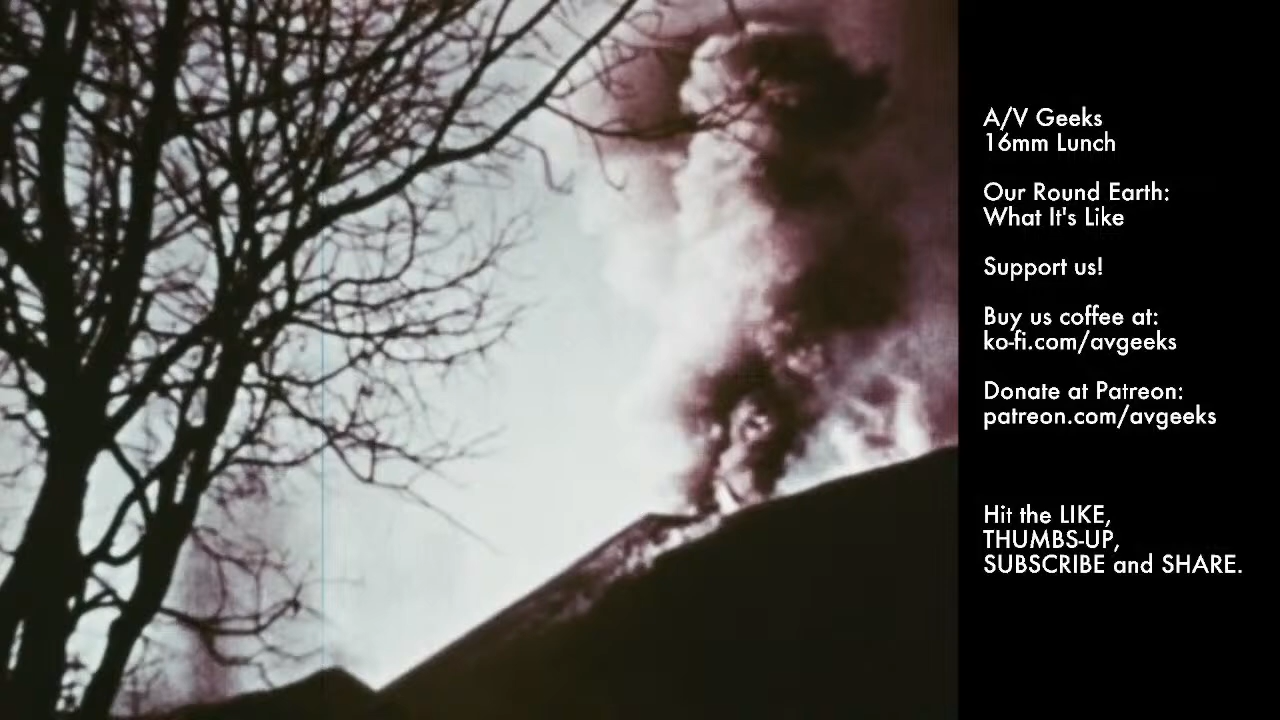 A/V Geeks
16mm Lunch
Our Round Earth:
What It's Like
Support us!
Buy us coffee at:
ko-fi.com/avgeeks
Donate at Patreon:
patreon.com/avgeeks
Hit the LIKE,
THUMBS-UP,
SUBSCRIBE and SHARE.